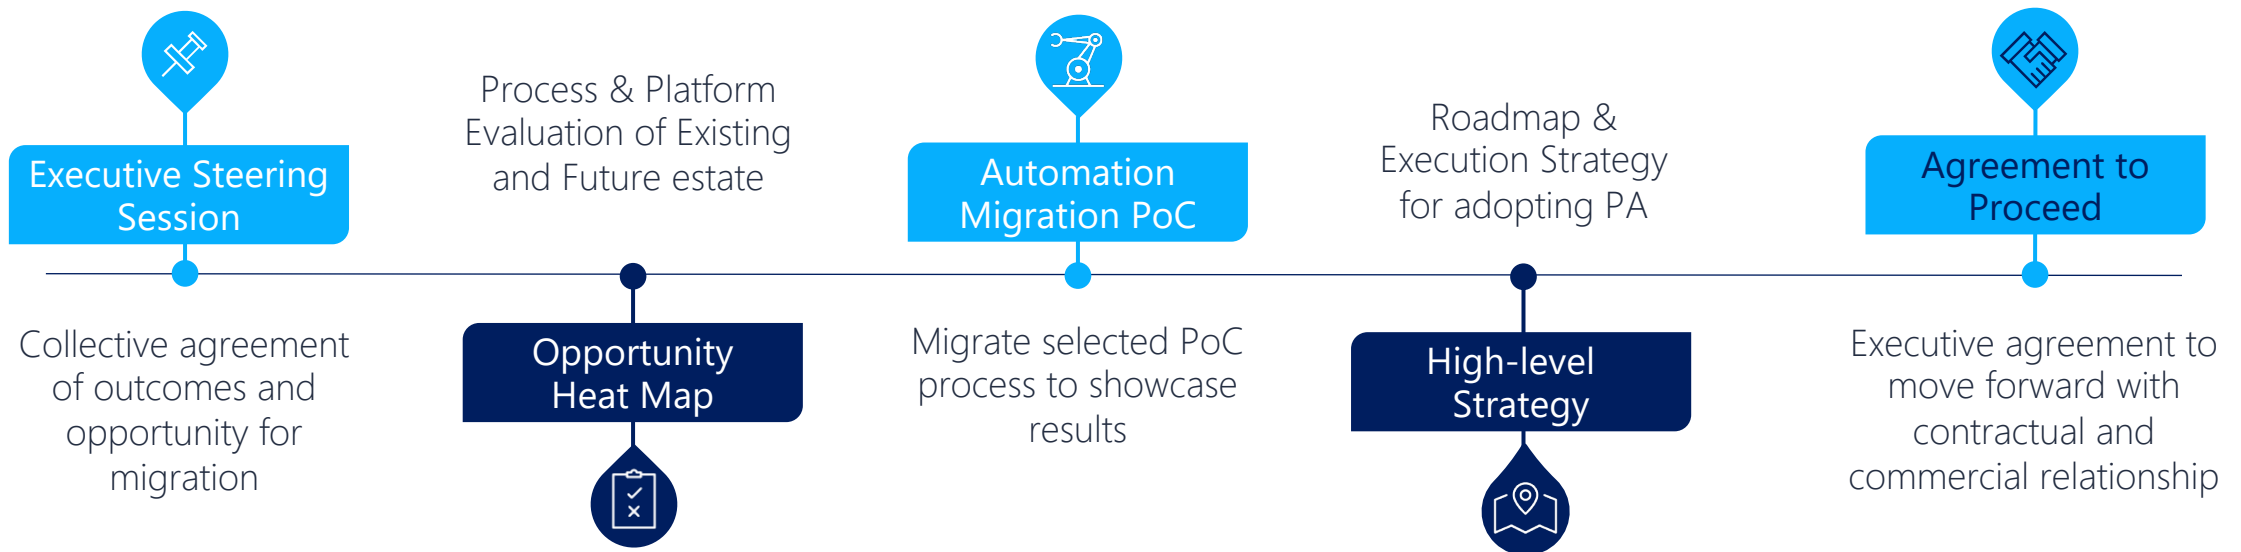 Executive Steering
Session
Collective agreement
of outcomes and
opportunity for
migration
Process & Platform
Evaluation of Existing
and Future estate
Opportunity
Heat Map
Automation
Migration PoC
Migrate selected PoC
process to showcase
results
Roadmap &
Execution Strategy
for adopting PA
High-level
Strategy
Agreement to
Proceed
Executive agreement to
move forward with
contractual and
commercial relationship